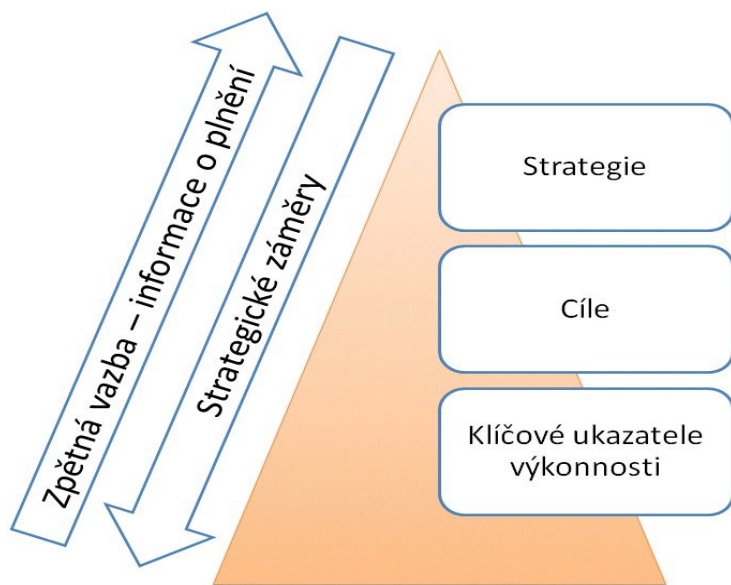 Zpětná vazba – informace o plnění
Strategické záměry
Strategie
Cíle
Klíčové ukazatele
výkonnosti